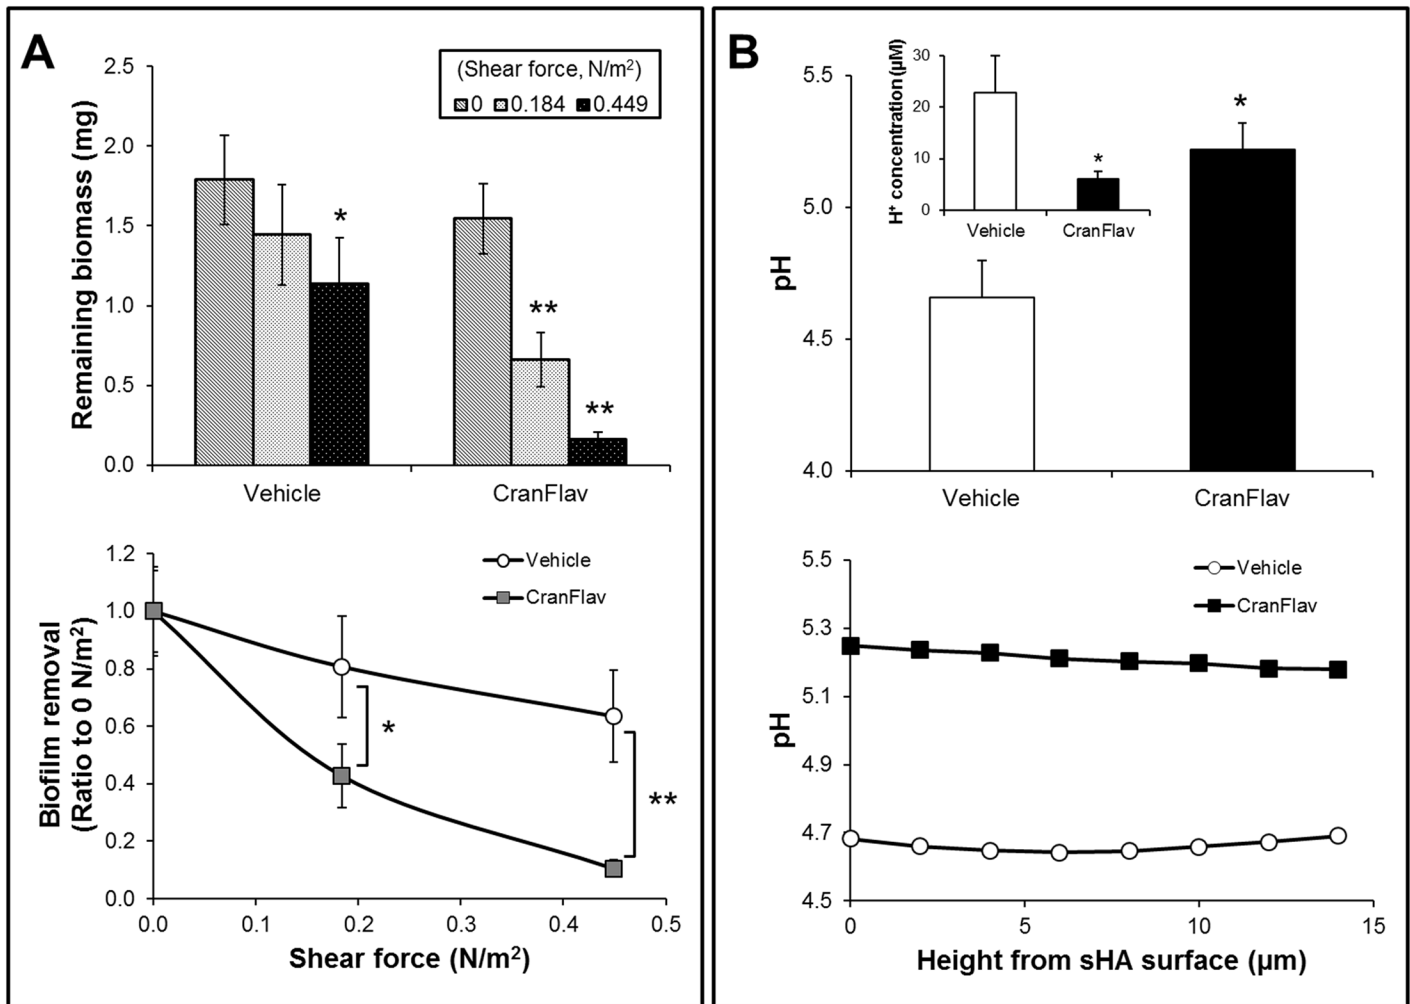 A
2.5
2.0
1.5
1.0
0.5
0.0
Remaining biomass (mg)
(Shear force, N/m²)
0 0.184 0.449
*
**
**
Vehicle CranFlav
1.2
1.0
0.8
0.6
0.4
0.2
0.0
Biofilm removal
(Ratio to 0 N/m²)
Vehicle
CranFlav
*
**
0.0 0.1 0.2 0.3 0.4 0.5
Shear force (N/m²)
B
5.5
5.0
4.5
4.0
pH
30
20
10
0
H⁺ concentration (µM)
*
Vehicle CranFlav
*
Vehicle CranFlav
5.5
5.3
5.1
4.9
4.7
4.5
pH
Vehicle
CranFlav
0 5 10 15
Height from sHA surface (µm)